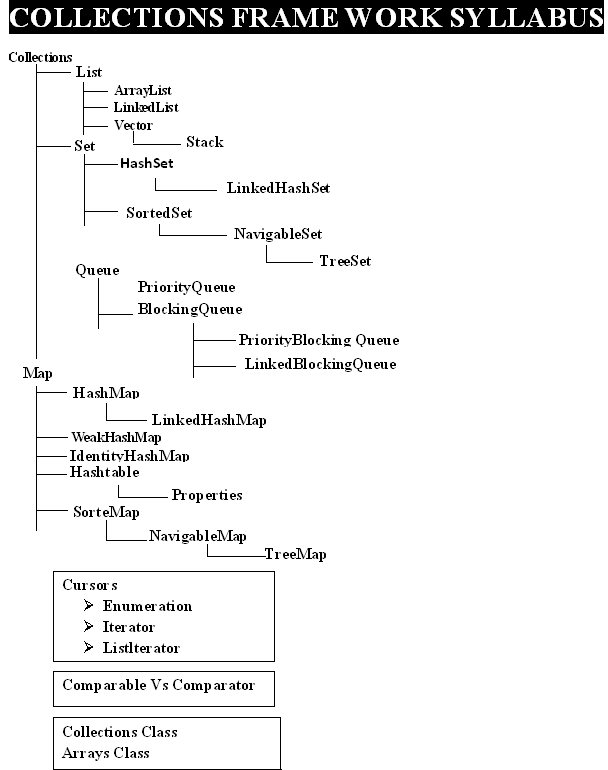 COLLECTIONS FRAME WORK SYLLABUS
Collections
List
ArrayList
LinkedList
Vector
Stack
Set
HashSet
LinkedHashSet
SortedSet
NavigableSet
TreeSet
Queue
PriorityQueue
BlockingQueue
PriorityBlocking Queue
LinkedBlockingQueue
Map
HashMap
LinkedHashMap
WeakHashMap
IdentityHashMap
Hashtable
Properties
SorteMap
NavigableMap
TreeMap
Cursors
Enumeration
Iterator
ListIterator
Comparable Vs Comparator
Collections Class
Arrays Class